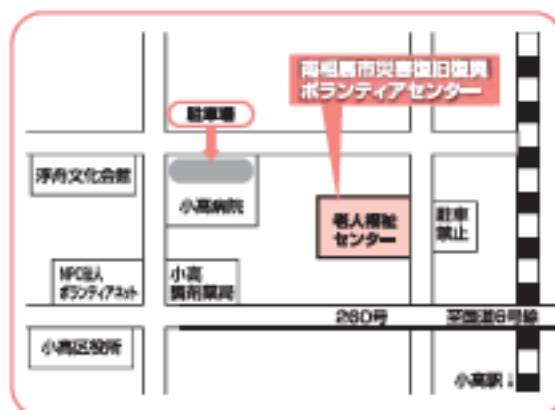 南相馬市災害復旧復興
ボランティアセンター
駐車場
浮舟文化会館
小高病院
老人福祉
センター
駐車
禁止
NPO法人
ボランティアネット
小高
調剤薬局
260号
至国道6号線
小高区役所
小高駅↓